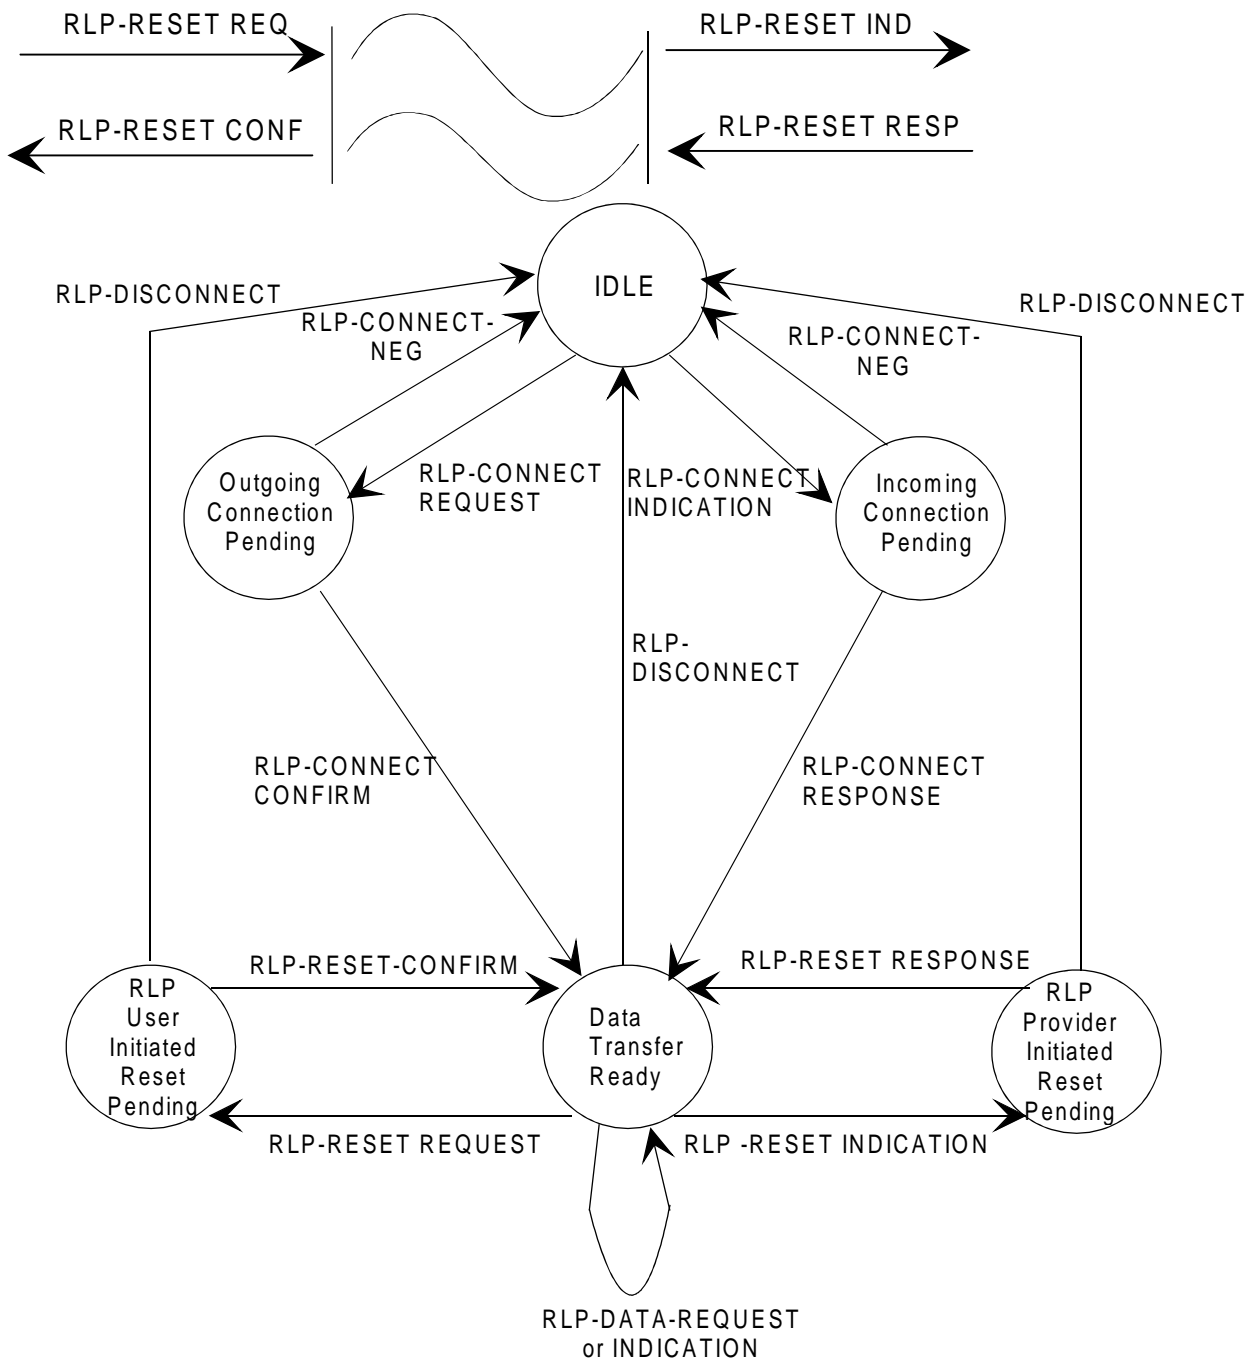 RLP-RESET REQ
RLP-RESET IND
RLP-RESET CONF
RLP-RESET RESP
IDLE
RLP-DISCONNECT
RLP-CONNECT-
NEG
RLP-CONNECT-
NEG
RLP-DISCONNECT
Outgoing
Connection
Pending
RLP-CONNECT
REQUEST
RLP-CONNECT
INDICATION
Incoming
Connection
Pending
RLP-
DISCONNECT
RLP-CONNECT
CONFIRM
RLP-CONNECT
RESPONSE
RLP-RESET-CONFIRM
RLP-RESET RESPONSE
RLP
User
Initiated
Reset
Pending
Data
Transfer
Ready
RLP
Provider
Initiated
Reset
Pending
RLP-RESET REQUEST
RLP -RESET INDICATION
RLP-DATA-REQUEST
or INDICATION